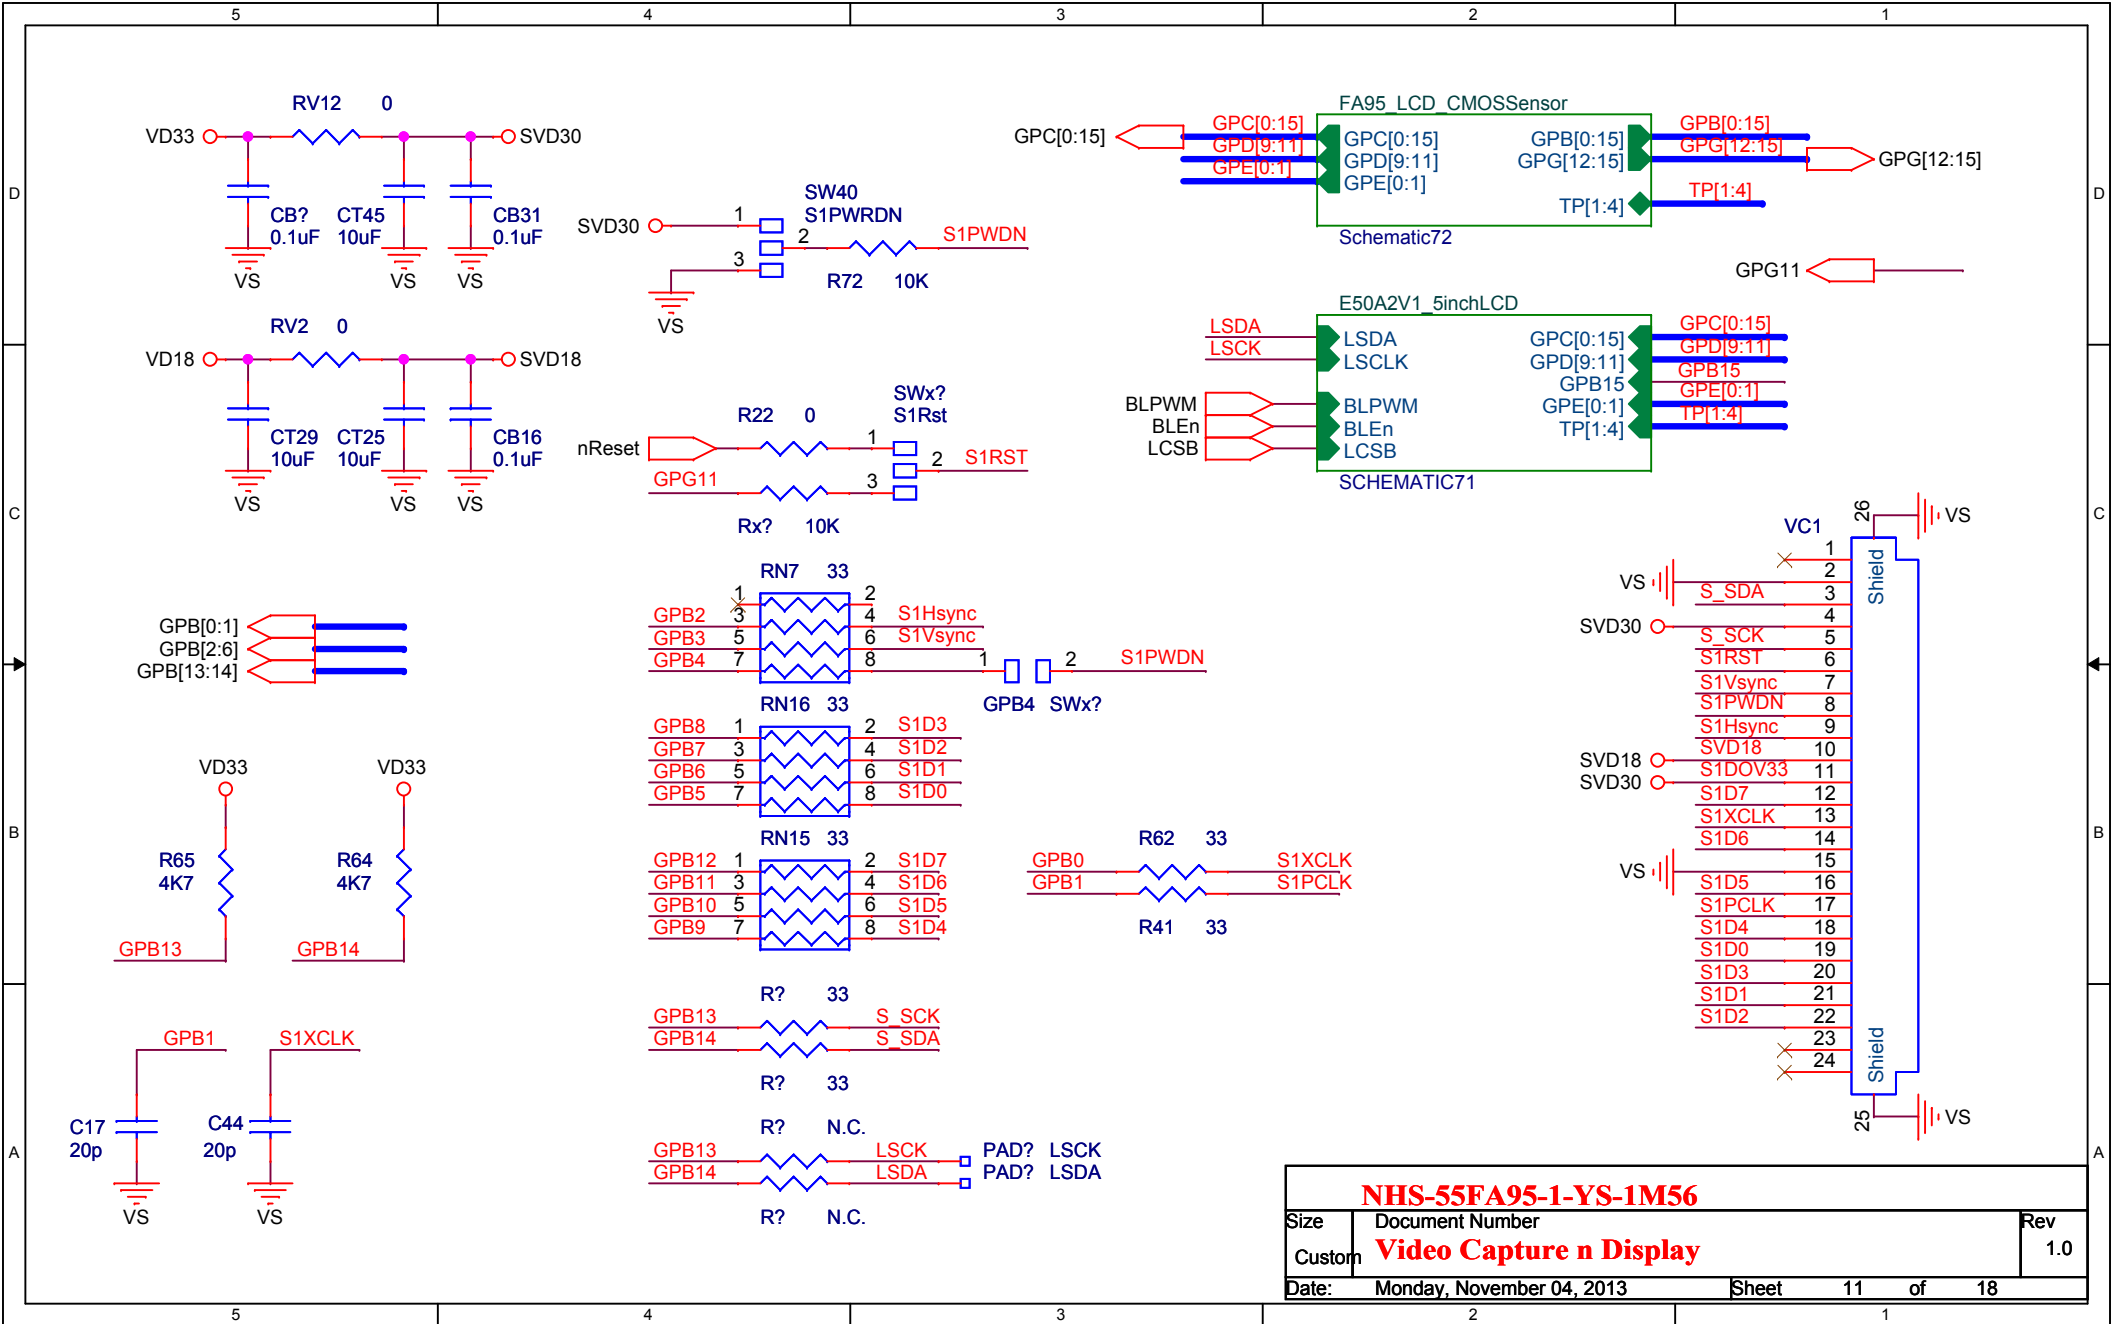 5 4 3 2 1
D
C
B
A
D
C
B
A
RV12 0
VD33
SVD30
CB?
0.1uF
CT45
10uF
CB31
0.1uF
VS VS VS
RV2 0
VD18
SVD18
CT29
10uF
CT25
10uF
CB16
0.1uF
VS VS VS
GPB[0:1]
GPB[2:6]
GPB[13:14]
VD33 VD33
R65
4K7
R64
4K7
GPB13 GPB14
GPB1 S1XCLK
C17
20p
C44
20p
VS VS
SW40
S1PWRDN
SVD30 1
2 S1PWDN
3
R72 10K
VS
SWx?
S1Rst
R22 0
nReset 1
2 S1RST
GPG11 3
Rx? 10K
RN7 33
1 2
GPB2 3 4 S1Hsync
GPB3 5 6 S1Vsync
GPB4 7 8 1 2 S1PWDN
GPB4 SWx?
RN16 33
GPB8 1 2 S1D3
GPB7 3 4 S1D2
GPB6 5 6 S1D1
GPB5 7 8 S1D0
RN15 33
GPB12 1 2 S1D7
GPB11 3 4 S1D6
GPB10 5 6 S1D5
GPB9 7 8 S1D4
R62 33
GPB0 S1XCLK
GPB1 S1PCLK
R41 33
R? 33
GPB13 S_SCK
GPB14 S_SDA
R? 33
R? N.C.
GPB13 LSCK PAD? LSCK
GPB14 LSDA PAD? LSDA
R? N.C.
FA95_LCD_CMOSSensor
GPC[0:15] GPC[0:15] GPC[0:15] GPB[0:15] GPB[0:15]
GPD[9:11] GPD[9:11] GPG[12:15] GPG[12:15] GPG[12:15]
GPE[0:1] GPE[0:1]
TP[1:4] TP[1:4]
Schematic72
GPG11
E50A2V1_5inchLCD
LSDA LSDA GPC[0:15] GPC[0:15]
LSCK LSCLK GPD[9:11] GPD[9:11]
GPB15 GPB15
BLPWM BLPWM GPE[0:1] GPE[0:1]
BLEn BLEn TP[1:4] TP[1:4]
LCSB LCSB
SCHEMATIC71
VC1
26 VS
Shield
1
VS 2
S_SDA 3
SVD30 4
S_SCK 5
S1RST 6
S1Vsync 7
S1PWDN 8
S1Hsync 9
SVD18 SVD18 10
SVD30 S1DOV33 11
S1D7 12
S1XCLK 13
S1D6 14
VS 15
S1D5 16
S1PCLK 17
S1D4 18
S1D0 19
S1D3 20
S1D1 21
S1D2 22
23
24
Shield
25 VS
NHS-55FA95-1-YS-1M56
Size Document Number Rev
Custom Video Capture n Display 1.0
Date: Monday, November 04, 2013 Sheet 11 of 18
5 4 3 2 1